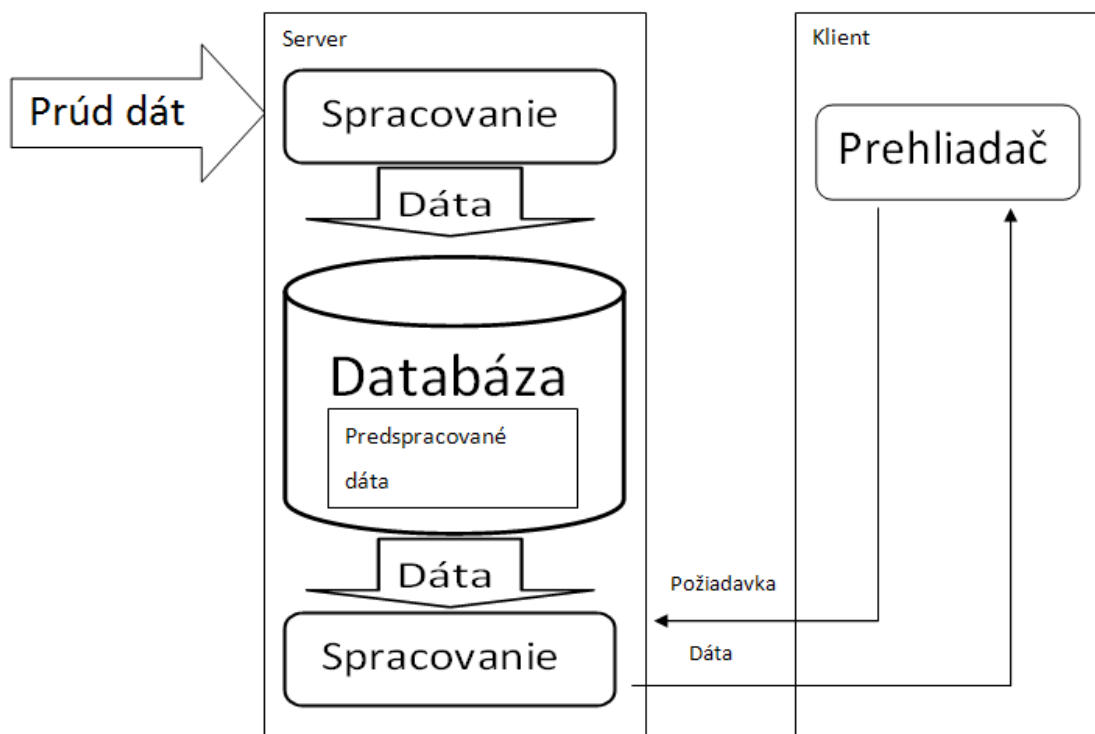 Server
Klient
Prúd dát
Spracovanie
Prehliadač
Dáta
Databáza
Predspracované
dáta
Dáta
Požiadavka
Spracovanie
Dáta